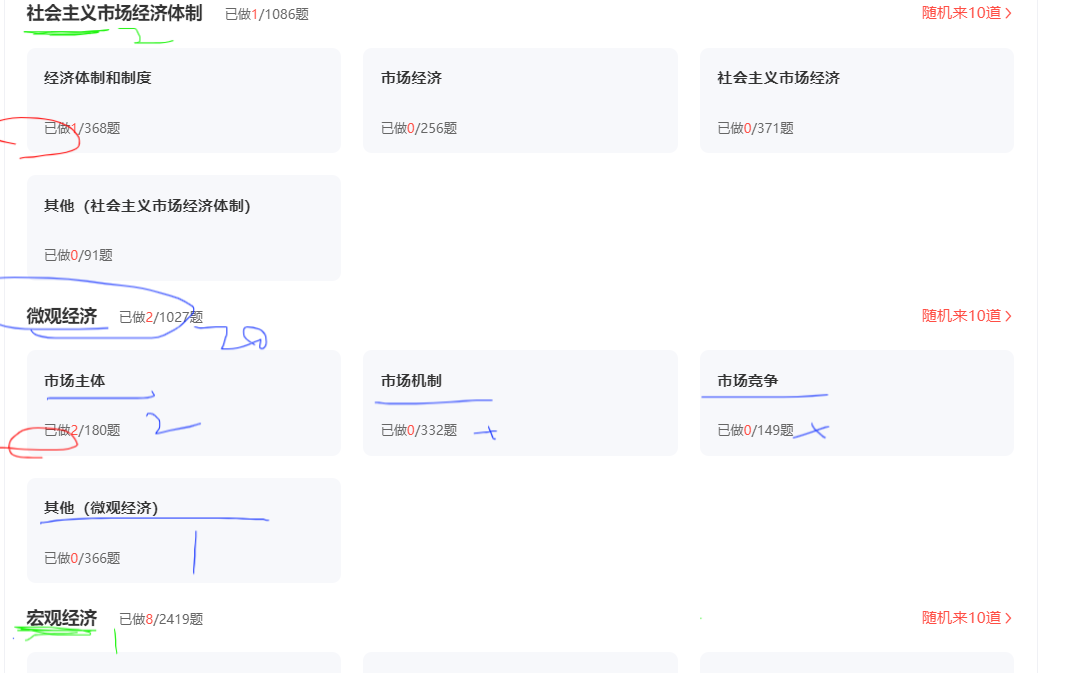 社会主义市场经济体制 已做1/1086题 随机来10道
2
经济体制和制度 市场经济 社会主义市场经济
已做1/368题 已做0/256题 已做0/371题
其他（社会主义市场经济体制）
已做0/91题
微观经济 已做2/1027题 随机来10道
市场主体 市场机制 市场竞争
已做2/180题 2 已做0/332题 已做0/149题
其他（微观经济）
已做0/366题 1
宏观经济 已做8/2419题 随机来10道
1